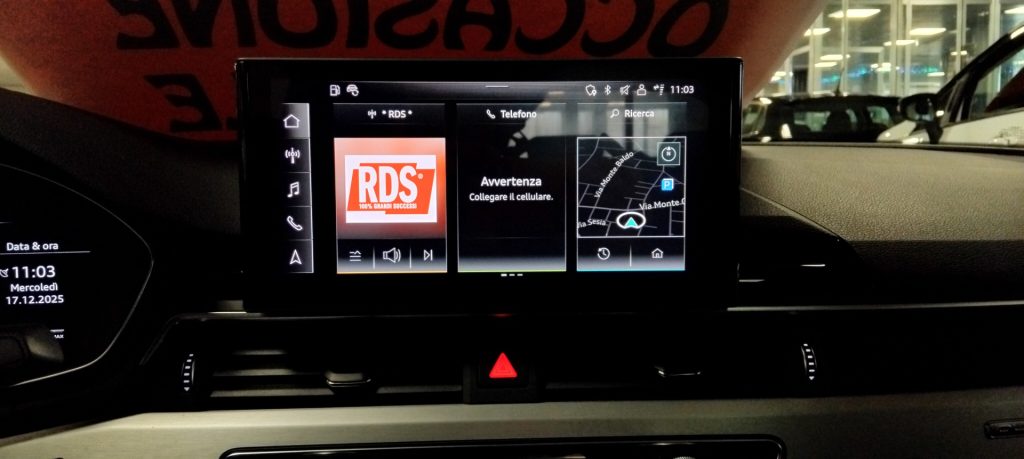 OCCASIONE
LE
11:03
* RDS *
Telefono
Ricerca
RDS®
100% GRANDI SUCCESSI
Avvertenza
Collegare il cellulare.
Via Monte Baldo
P
Via Monte
Via Sesia
Data & ora
11:03
Mercoledì
17.12.2025